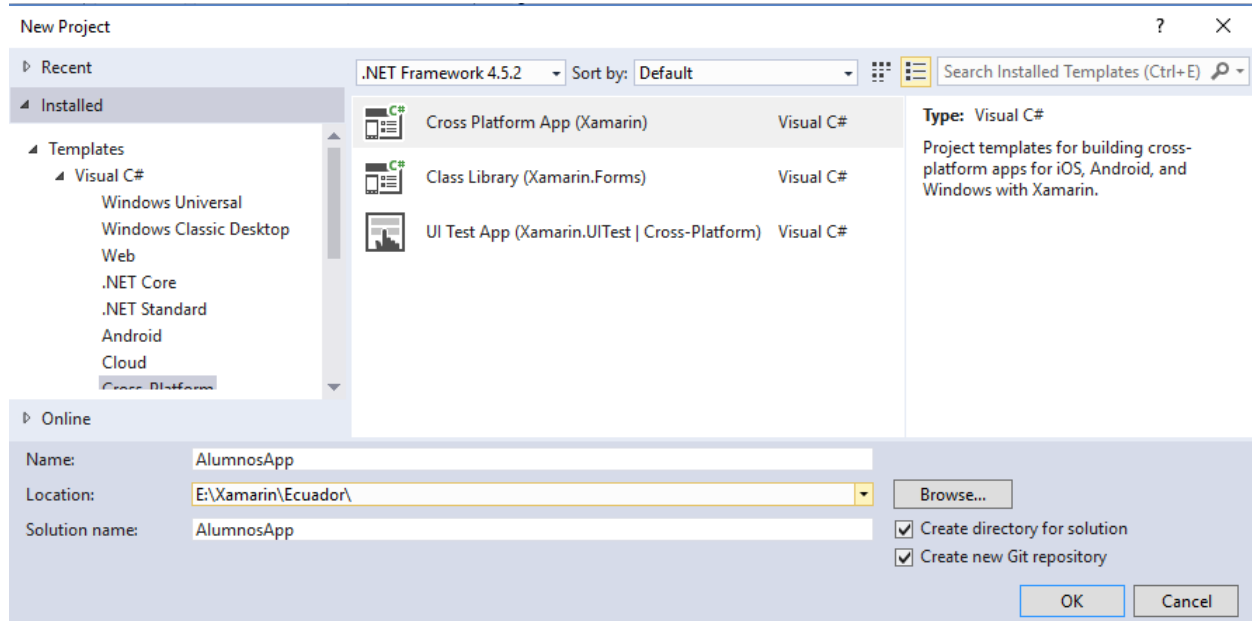 New Project
? X
Recent
Installed
Templates
Visual C#
Windows Universal
Windows Classic Desktop
Web
.NET Core
.NET Standard
Android
Cloud
Cross-Platform
Online
.NET Framework 4.5.2 Sort by: Default
Search Installed Templates (Ctrl+E)
C# Cross Platform App (Xamarin) Visual C#
C# Class Library (Xamarin.Forms) Visual C#
UI Test App (Xamarin.UITest | Cross-Platform) Visual C#
Type: Visual C#
Project templates for building cross-
platform apps for iOS, Android, and
Windows with Xamarin.
Name: AlumnosApp
Location: E:\Xamarin\Ecuador\
Browse...
Solution name: AlumnosApp
Create directory for solution
Create new Git repository
OK Cancel